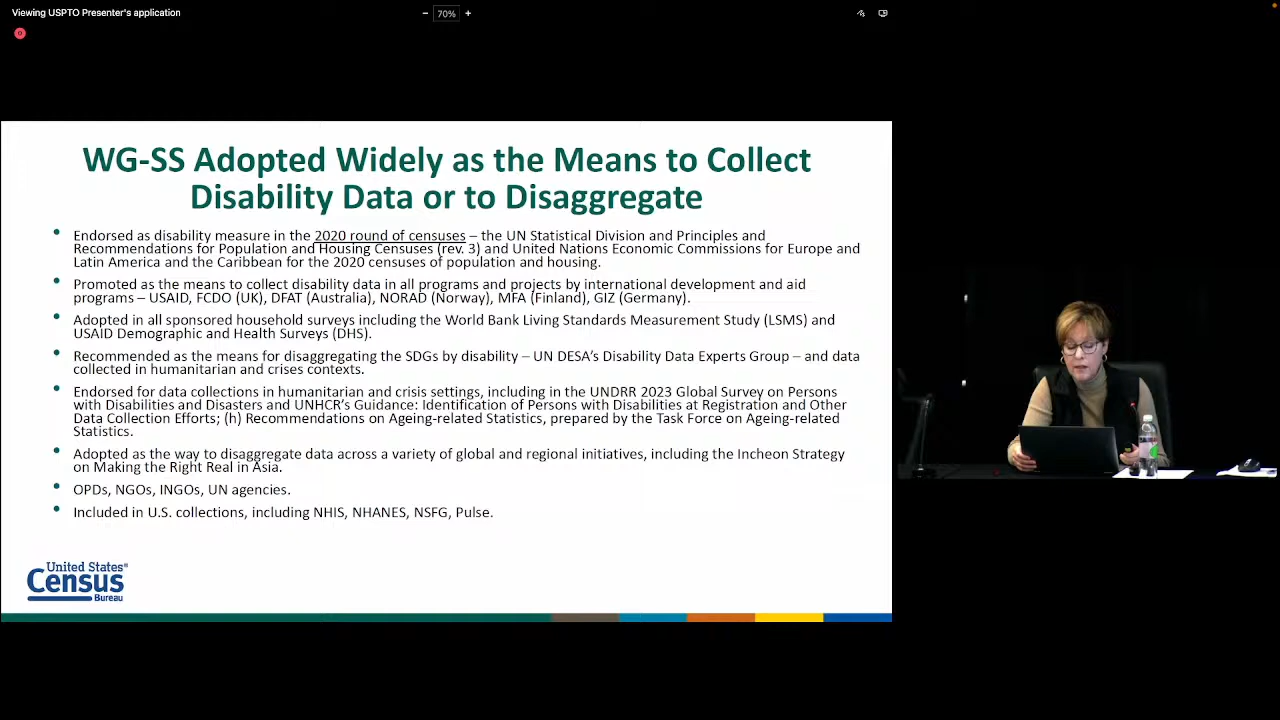 Viewing USPTO Presenter's application
− 70% +
WG-SS Adopted Widely as the Means to Collect
Disability Data or to Disaggregate
• Endorsed as disability measure in the 2020 round of censuses – the UN Statistical Division and Principles and
Recommendations for Population and Housing Censuses (rev. 3) and United Nations Economic Commissions for Europe and
Latin America and the Caribbean for the 2020 censuses of population and housing.
• Promoted as the means to collect disability data in all programs and projects by international development and aid
programs – USAID, FCDO (UK), DFAT (Australia), NORAD (Norway), MFA (Finland), GIZ (Germany).
• Adopted in all sponsored household surveys including the World Bank Living Standards Measurement Study (LSMS) and
USAID Demographic and Health Surveys (DHS).
• Recommended as the means for disaggregating the SDGs by disability – UN DESA's Disability Data Experts Group – and data
collected in humanitarian and crises contexts.
• Endorsed for data collections in humanitarian and crisis settings, including in the UNDRR 2023 Global Survey on Persons
with Disabilities and Disasters and UNHCR's Guidance: Identification of Persons with Disabilities at Registration and Other
Data Collection Efforts; (h) Recommendations on Ageing-related Statistics, prepared by the Task Force on Ageing-related
Statistics.
• Adopted as the way to disaggregate data across a variety of global and regional initiatives, including the Incheon Strategy
on Making the Right Real in Asia.
• OPDs, NGOs, INGOs, UN agencies.
• Included in U.S. collections, including NHIS, NHANES, NSFG, Pulse.
United States®
Census
Bureau